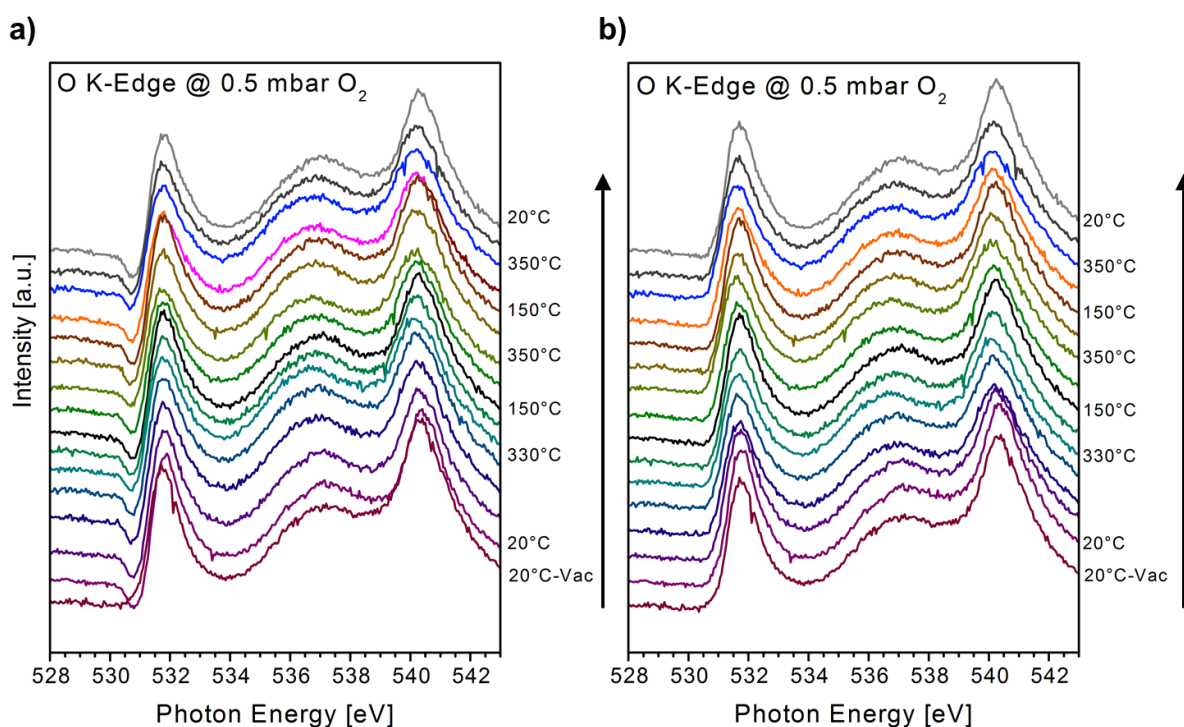 a)
O K-Edge @ 0.5 mbar O2
Intensity [a.u.]
20°C
350°C
150°C
350°C
150°C
330°C
20°C
20°C-Vac
528 530 532 534 536 538 540 542
Photon Energy [eV]
b)
O K-Edge @ 0.5 mbar O2
20°C
350°C
150°C
350°C
150°C
330°C
20°C
20°C-Vac
528 530 532 534 536 538 540 542
Photon Energy [eV]